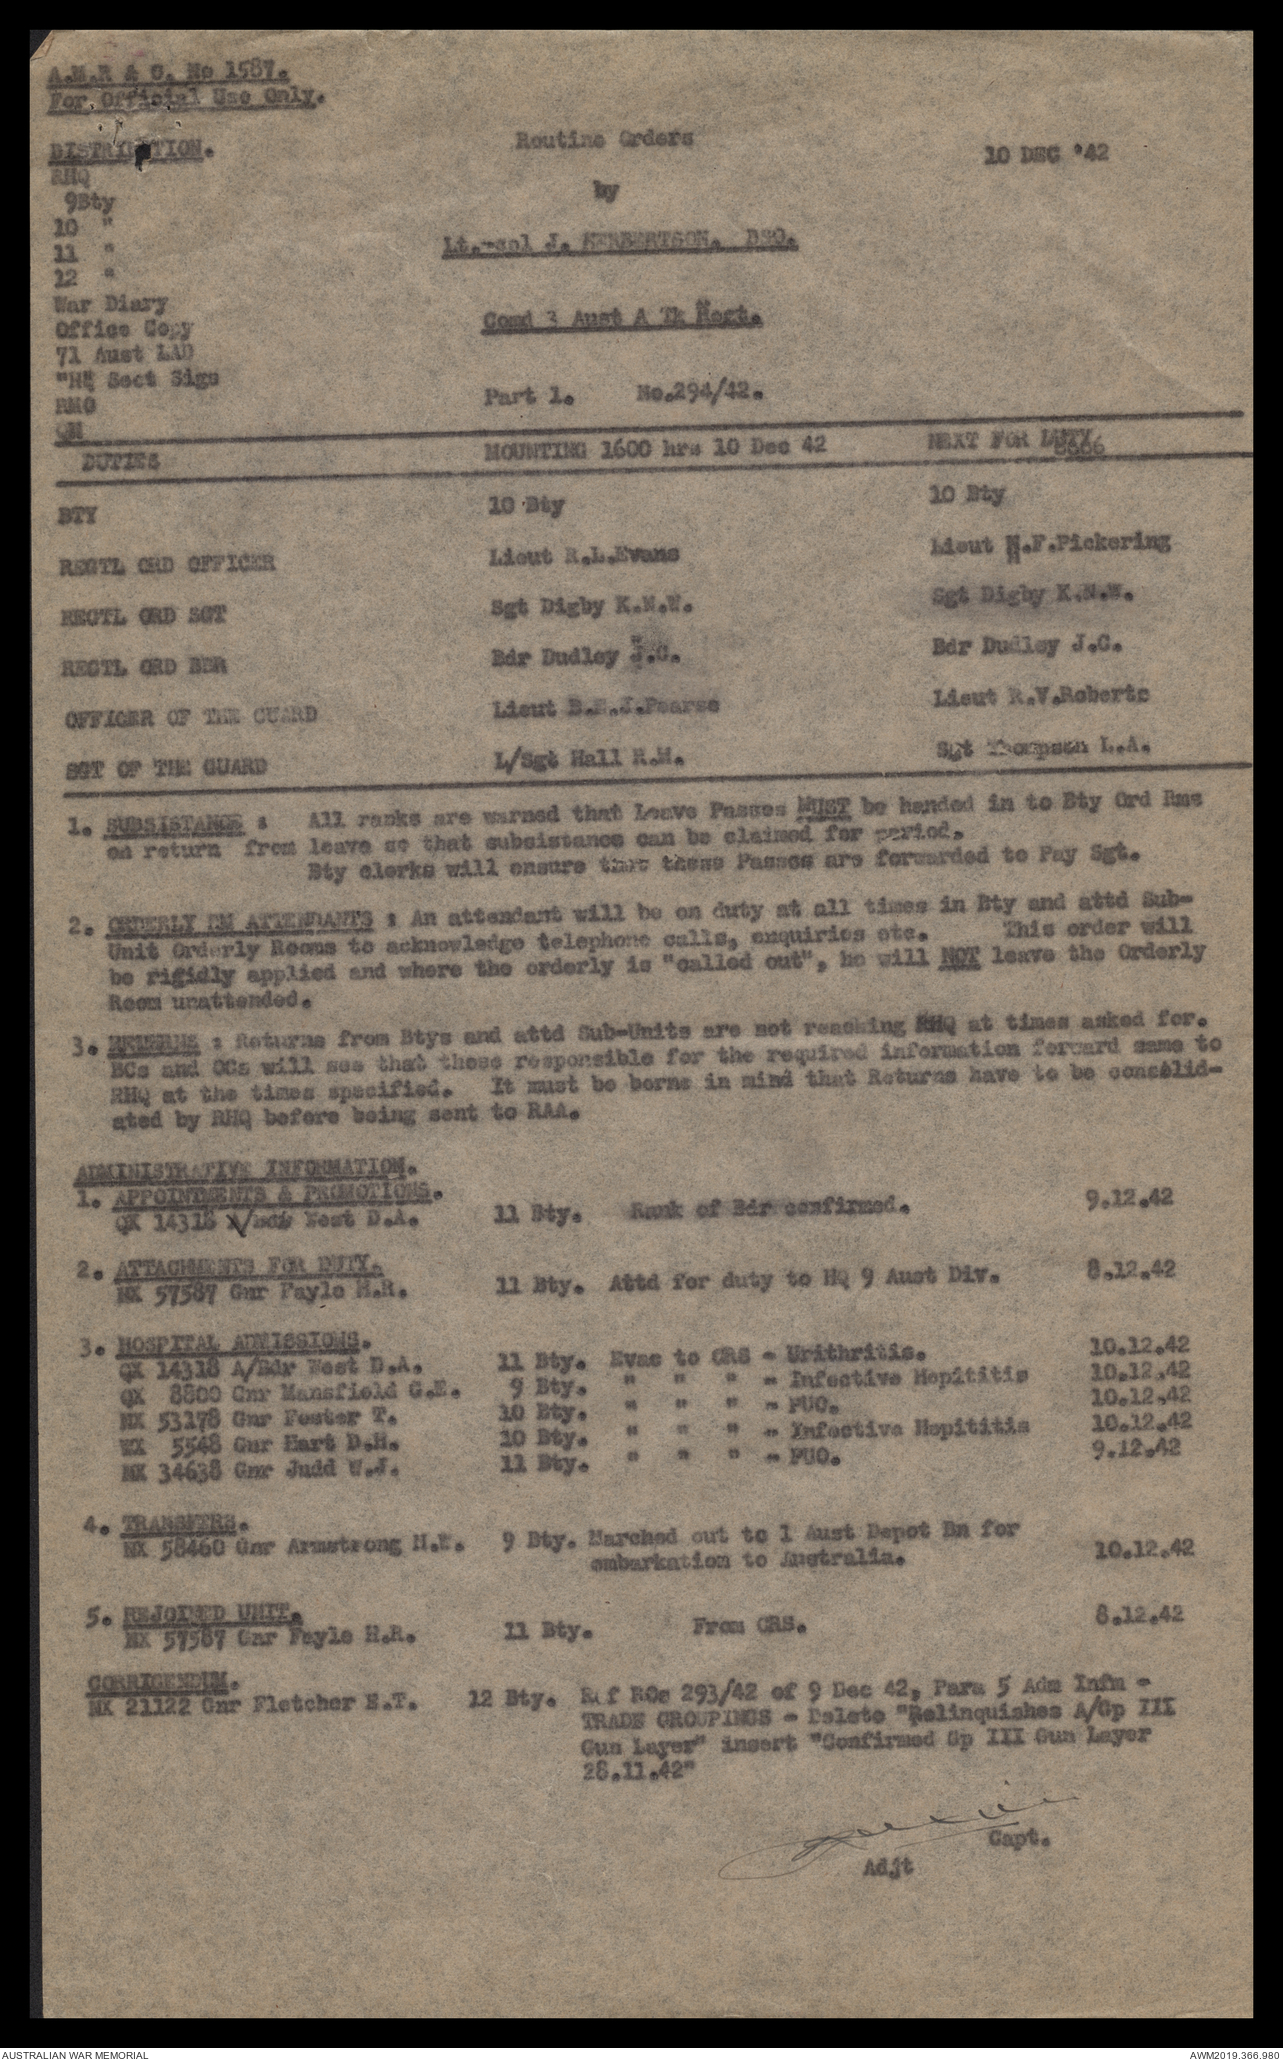 A.M.R & O. No 1587.
For Official Use Only.
DISTRIBUTION.
Routine Orders
10 DEC '42
RHQ
by
9Bty
10 "
Lt.-col J. HERBERTSON. DSO.
11 "
12 "
War Diary
Comd 3 Aust A Tk Regt.
Office Copy
71 Aust LAD
"H" Sect Sigs
Part 1. No.294/42.
RMO
QM
DUTIES MOUNTING 1600 hrs 10 Dec 42 NEXT FOR DUTY.
BTY 10 Bty 10 Bty
REGTL ORD OFFICER Lieut R.L.Evans Lieut N.F.Pickering
REGTL ORD SGT Sgt Digby K.N.W. Sgt Digby K.N.W.
REGTL ORD BDR Bdr Dudley J.C. Bdr Dudley J.C.
OFFICER OF THE GUARD Lieut B.H.J.Pearse Lieut R.V.Roberts
SGT OF THE GUARD L/Sgt Hall R.M. Sgt Thompson L.A.
1. SUBSISTANCE : All ranks are warned that Leave Passes MUST be handed in to Bty Ord Rms
on return from leave so that subsistance can be claimed for period.
Bty clerks will ensure that these Passes are forwarded to Pay Sgt.
2. ORDERLY RM ATTENDANTS : An attendant will be on duty at all times in Bty and attd Sub-
Unit Orderly Rooms to acknowledge telephone calls, enquiries etc. This order will
be rigidly applied and where the orderly is "called out", he will NOT leave the Orderly
Room unattended.
3. RETURNS : Returns from Btys and attd Sub-Units are not reaching RHQ at times asked for.
BCs and OCs will see that those responsible for the required information forward same to
RHQ at the times specified. It must be borne in mind that Returns have to be consolid-
ated by RHQ before being sent to RAA.
ADMINISTRATIVE INFORMATION.
1. APPOINTMENTS & PROMOTIONS.
QX 14318 A/Bdr West D.A. 11 Bty. Rank of Bdr confirmed. 9.12.42
2. ATTACHMENTS FOR DUTY.
NX 57587 Gnr Fayle H.R. 11 Bty. Attd for duty to HQ 9 Aust Div. 8.12.42
3. HOSPITAL ADMISSIONS.
QX 14318 A/Bdr West D.A. 11 Bty. Evac to CRS - Urithritis. 10.12.42
QX 8800 Gnr Mansfield G.E. 9 Bty. " " " - Infective Hepititis 10.12.42
NX 53178 Gnr Foster T. 10 Bty. " " " - PUO. 10.12.42
WX 5548 Gnr Hart D.H. 10 Bty. " " " - Infective Hepititis 10.12.42
NX 34638 Gnr Judd W.J. 11 Bty. " " " - PUO. 9.12.42
4. TRANSFERS.
NX 58460 Gnr Armstrong H.E. 9 Bty. Marched out to 1 Aust Depot Bn for
embarkation to Australia. 10.12.42
5. REJOINED UNIT.
NX 57587 Gnr Fayle H.R. 11 Bty. From CRS. 8.12.42
CORRIGENDUM.
NX 21122 Gnr Fletcher E.T. 12 Bty. Ref ROs 293/42 of 9 Dec 42, Para 5 Adm Infm -
TRADE GROUPINGS - Delete "Relinquishes A/Gp III
Gun Layer" insert "Confirmed Gp III Gun Layer
28.11.42"
Capt.
Adjt
AUSTRALIAN WAR MEMORIAL
AWM2019.366.980